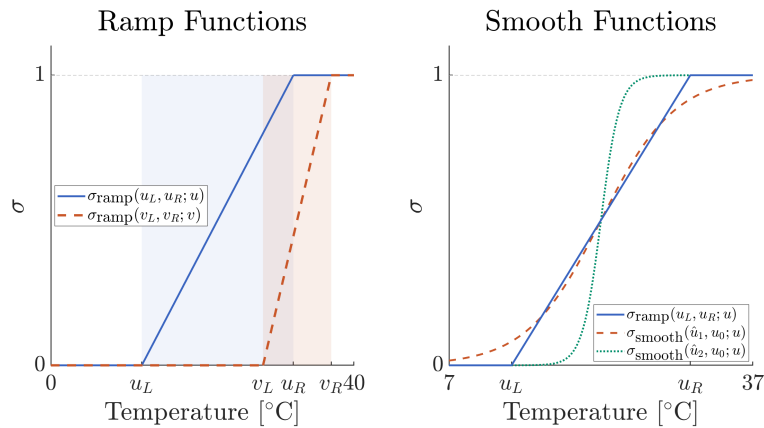 Ramp Functions
1
σ
σramp(uL, uR; u)
σramp(vL, vR; v)
0
0 uL vL uR vR 40
Temperature [°C]
Smooth Functions
1
σ
σramp(uL, uR; u)
σsmooth(û1, u0; u)
σsmooth(û2, u0; u)
0
7 uL uR 37
Temperature [°C]